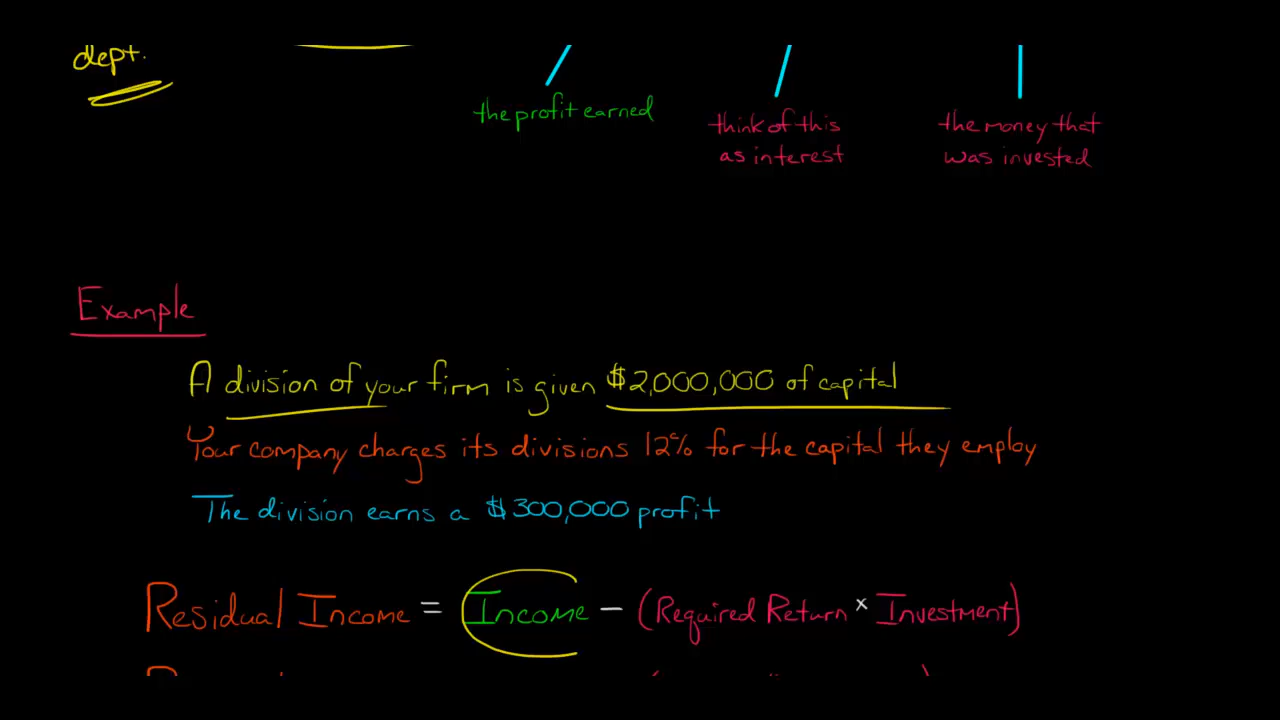 dept.
the profit earned
think of this
as interest
the money that
was invested
Example
A division of your firm is given $2,000,000 of capital
Your company charges its divisions 12% for the capital they employ
The division earns a $300,000 profit
Residual Income = Income - (Required Return × Investment)